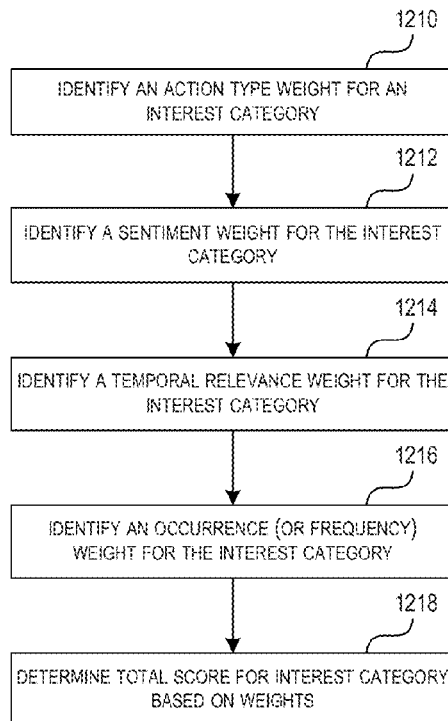 1210
IDENTIFY AN ACTION TYPE WEIGHT FOR AN
INTEREST CATEGORY
1212
IDENTIFY A SENTIMENT WEIGHT FOR THE INTEREST
CATEGORY
1214
IDENTIFY A TEMPORAL RELEVANCE WEIGHT FOR THE
INTEREST CATEGORY
1216
IDENTIFY AN OCCURRENCE (OR FREQUENCY)
WEIGHT FOR THE INTEREST CATEGORY
1218
DETERMINE TOTAL SCORE FOR INTEREST CATEGORY
BASED ON WEIGHTS